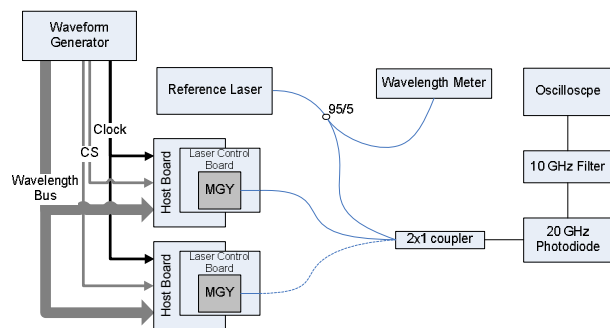 Waveform
Generator
Reference Laser
95/5
Wavelength Meter
Oscilloscpe
Clock
CS
Wavelength
Bus
Host Board
Laser Control
Board
MGY
10 GHz Filter
2x1 coupler
20 GHz
Photodiode
Host Board
Laser Control
Board
MGY